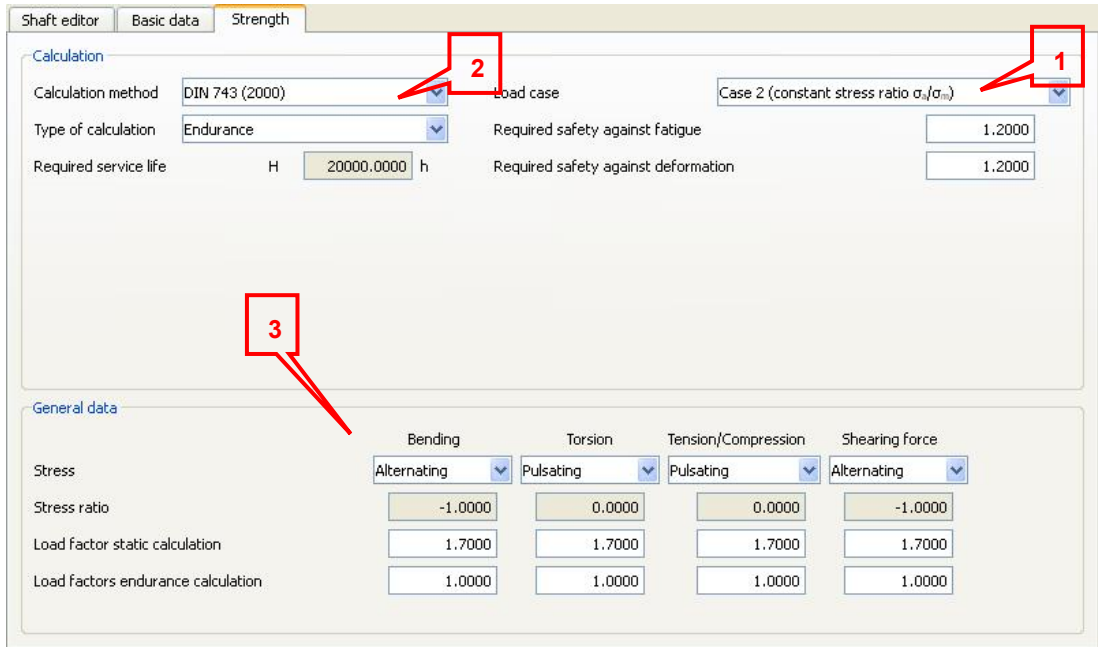 Shaft editor Basic data Strength
Calculation
1
2
Calculation method DIN 743 (2000) Load case Case 2 (constant stress ratio σₐ/σₘ)
Type of calculation Endurance Required safety against fatigue 1.2000
Required service life H 20000.0000 h Required safety against deformation 1.2000
3
General data
Bending Torsion Tension/Compression Shearing force
Stress Alternating Pulsating Pulsating Alternating
Stress ratio -1.0000 0.0000 0.0000 -1.0000
Load factor static calculation 1.7000 1.7000 1.7000 1.7000
Load factors endurance calculation 1.0000 1.0000 1.0000 1.0000